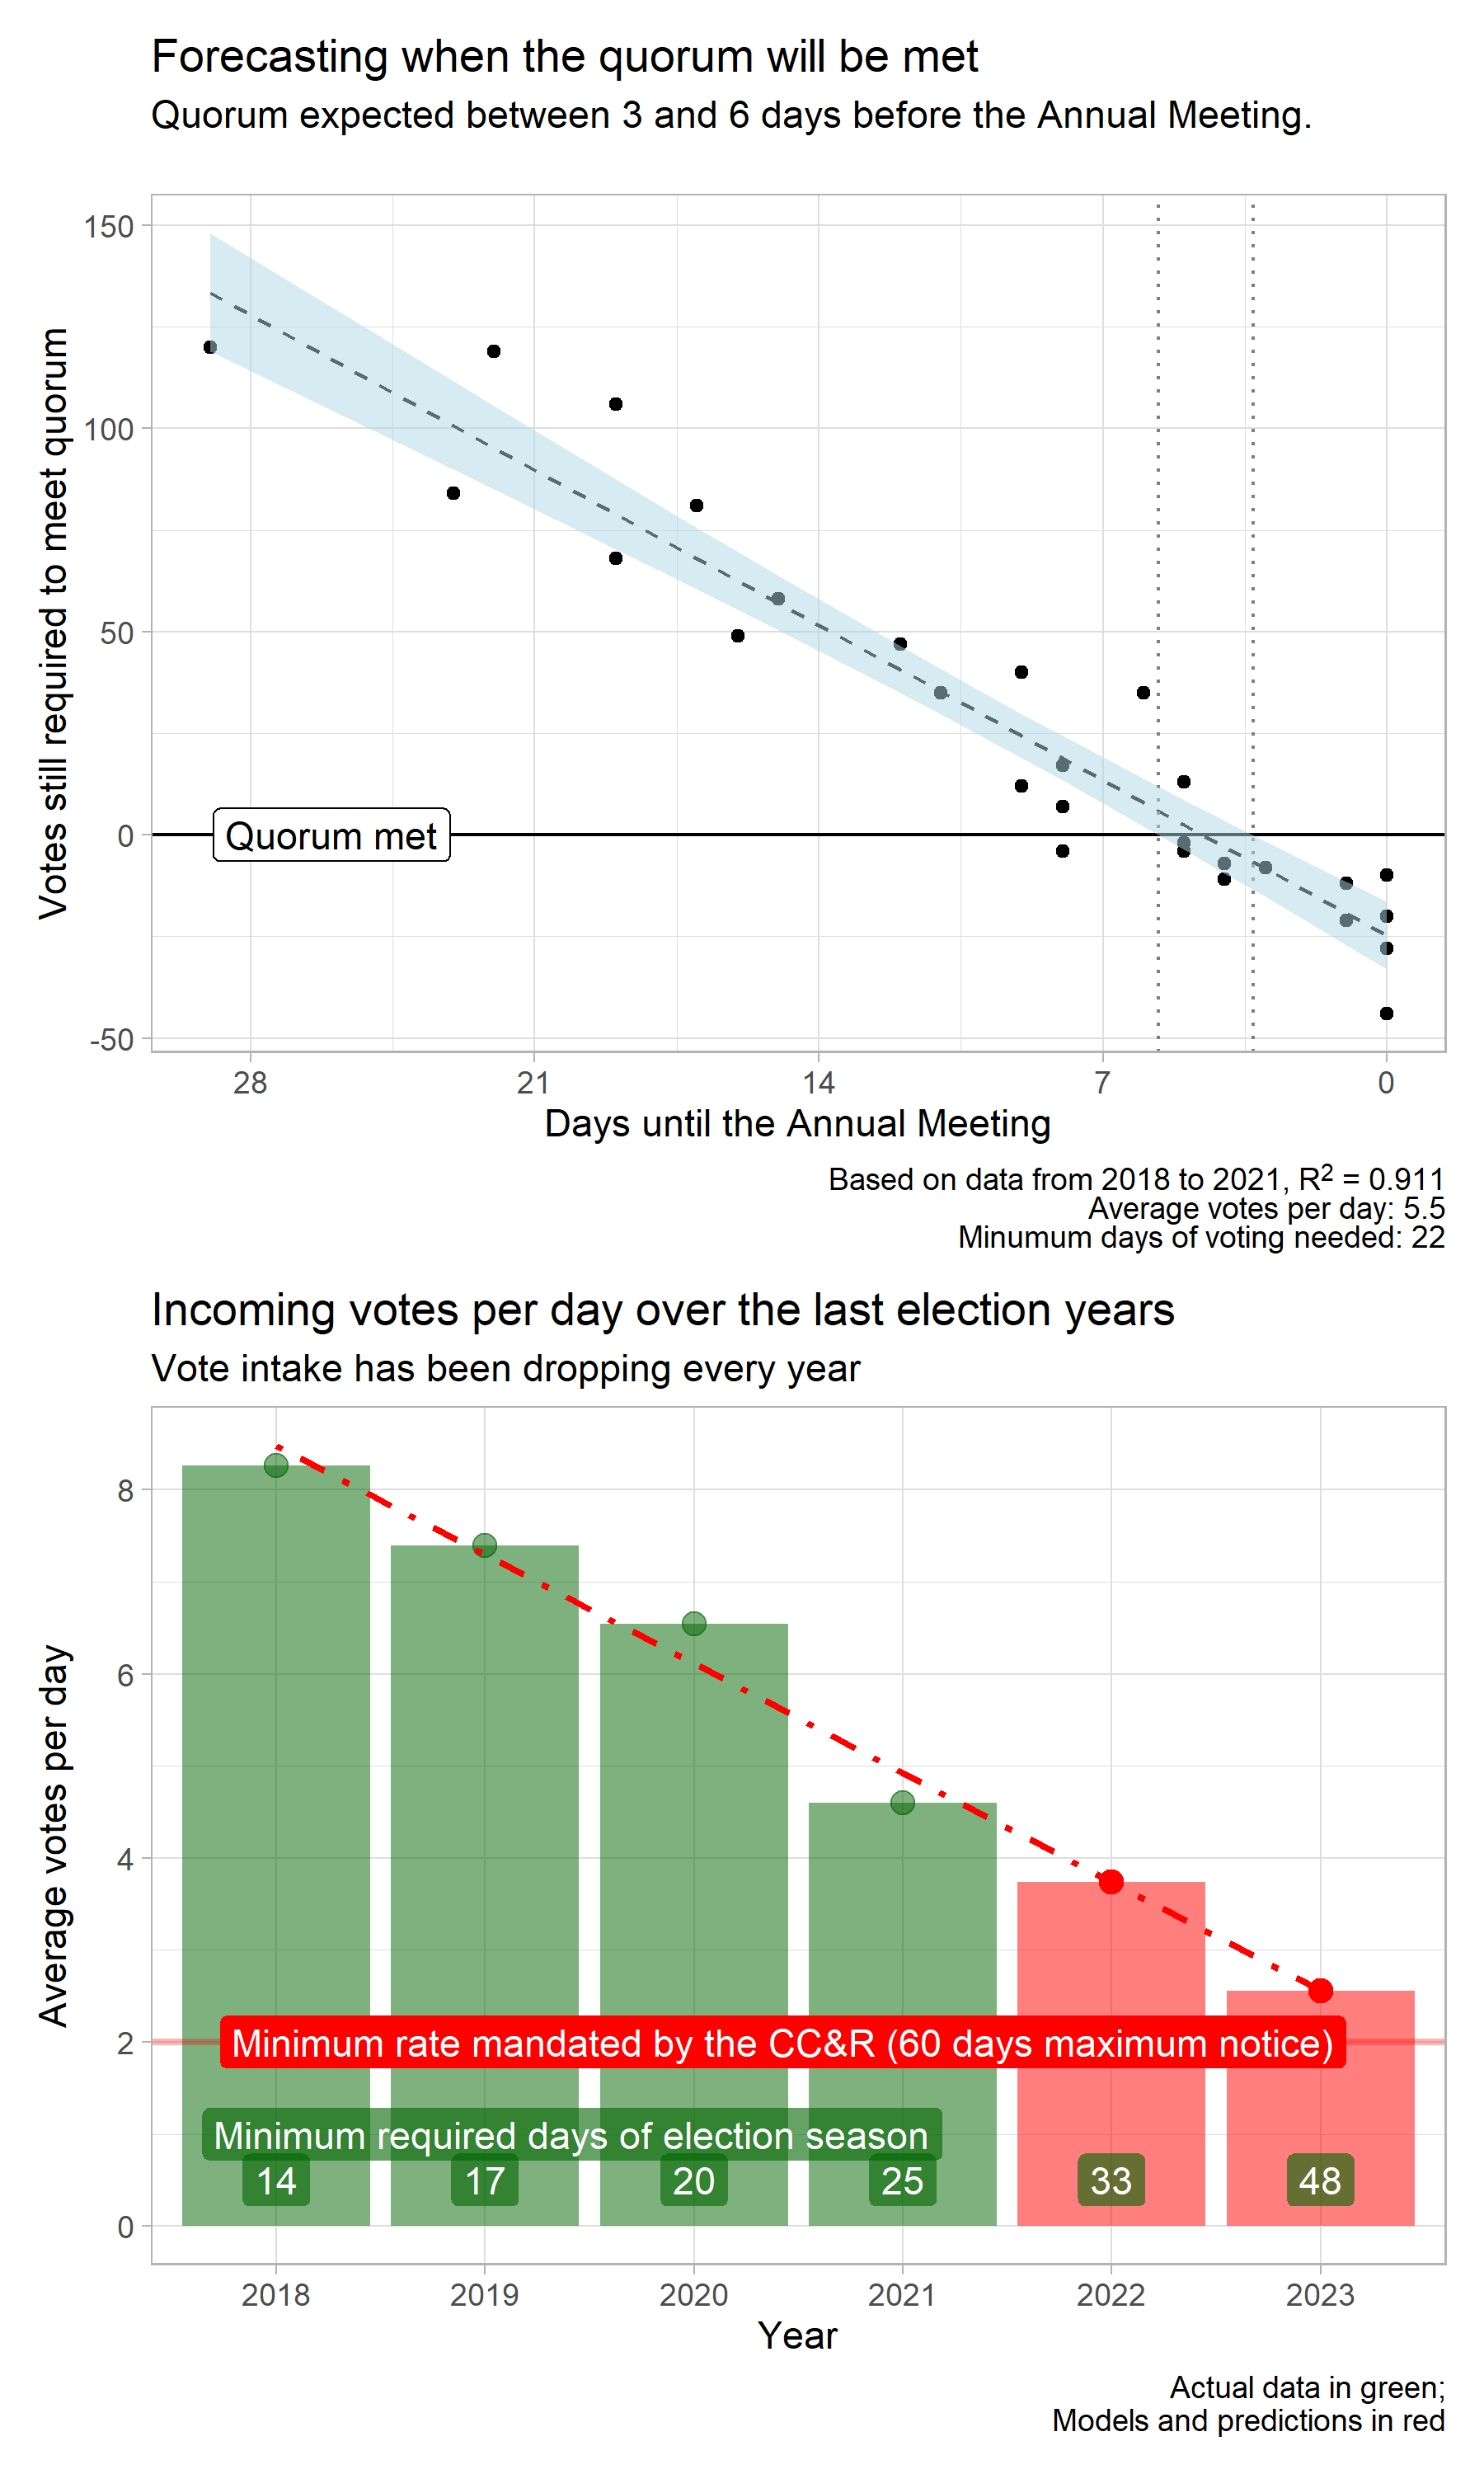 Forecasting when the quorum will be met
Quorum expected between 3 and 6 days before the Annual Meeting.
Votes still required to meet quorum
150
100
50
0
-50
Quorum met
28 21 14 7 0
Days until the Annual Meeting
Based on data from 2018 to 2021, R² = 0.911
Average votes per day: 5.5
Minumum days of voting needed: 22
Incoming votes per day over the last election years
Vote intake has been dropping every year
Average votes per day
8
6
4
2
0
Minimum rate mandated by the CC&R (60 days maximum notice)
Minimum required days of election season
14 17 20 25 33 48
2018 2019 2020 2021 2022 2023
Year
Actual data in green;
Models and predictions in red